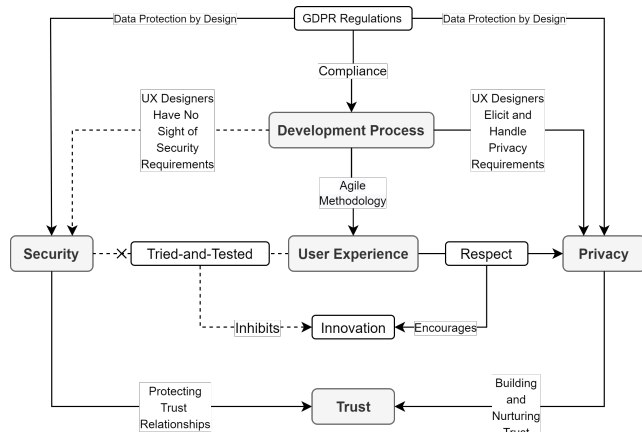 Data Protection by Design
GDPR Regulations
Data Protection by Design
Compliance
UX Designers
Have No
Sight of
Security
Requirements
Development Process
UX Designers
Elicit and
Handle
Privacy
Requirements
Agile
Methodology
Security
Tried-and-Tested
User Experience
Respect
Privacy
Inhibits
Innovation
Encourages
Protecting
Trust
Relationships
Trust
Building
and
Nurturing
Trust